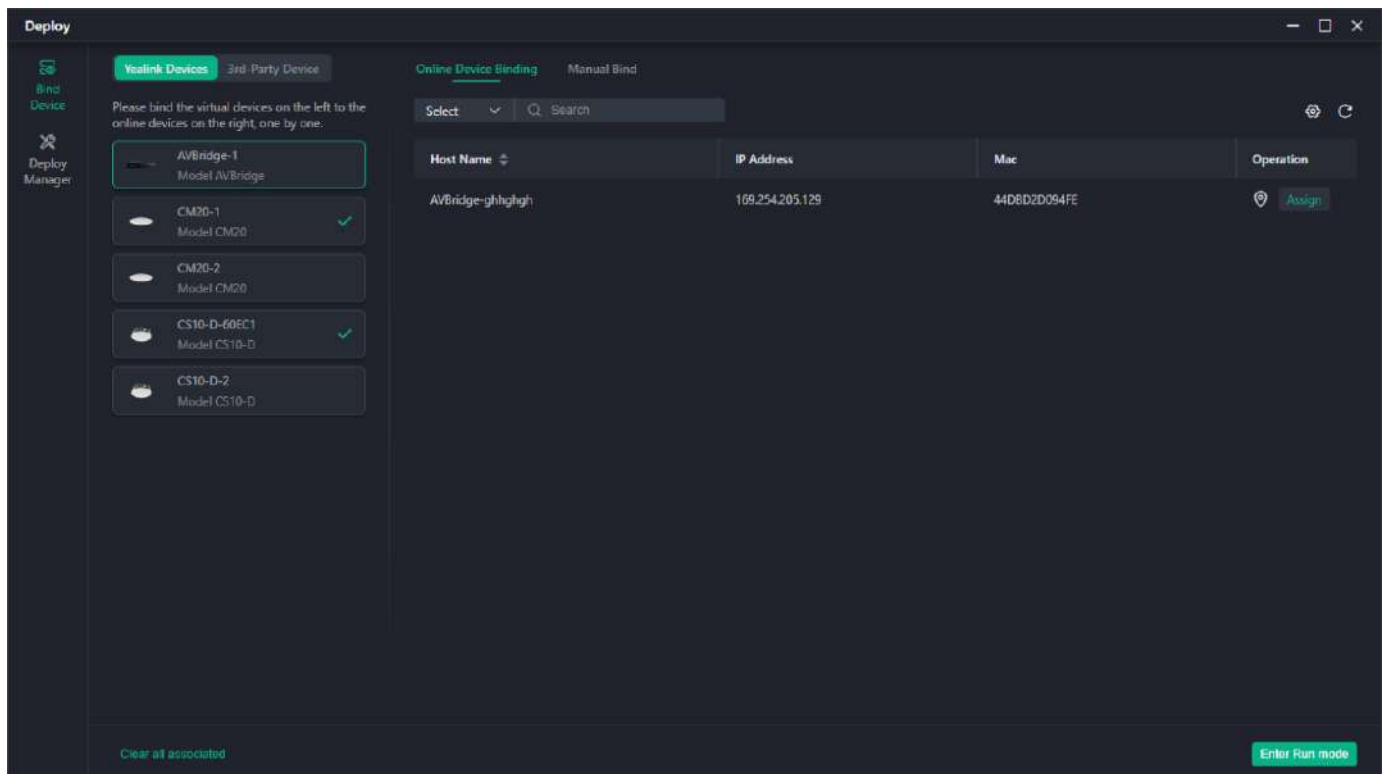 Deploy
Bind
Device
Deploy
Manager
Yealink Devices
3rd-Party Device
Please bind the virtual devices on the left to the
online devices on the right, one by one.
AVBridge-1
Model AVBridge
CM20-1
Model CM20
CM20-2
Model CM20
CS10-D-60EC1
Model CS10-D
CS10-D-2
Model CS10-D
Clear all associated
Online Device Binding
Manual Bind
Select
Search
Host Name
IP Address
Mac
Operation
AVBridge-ghhghgh
169.254.205.129
44DBD2D094FE
Assign
Enter Run mode